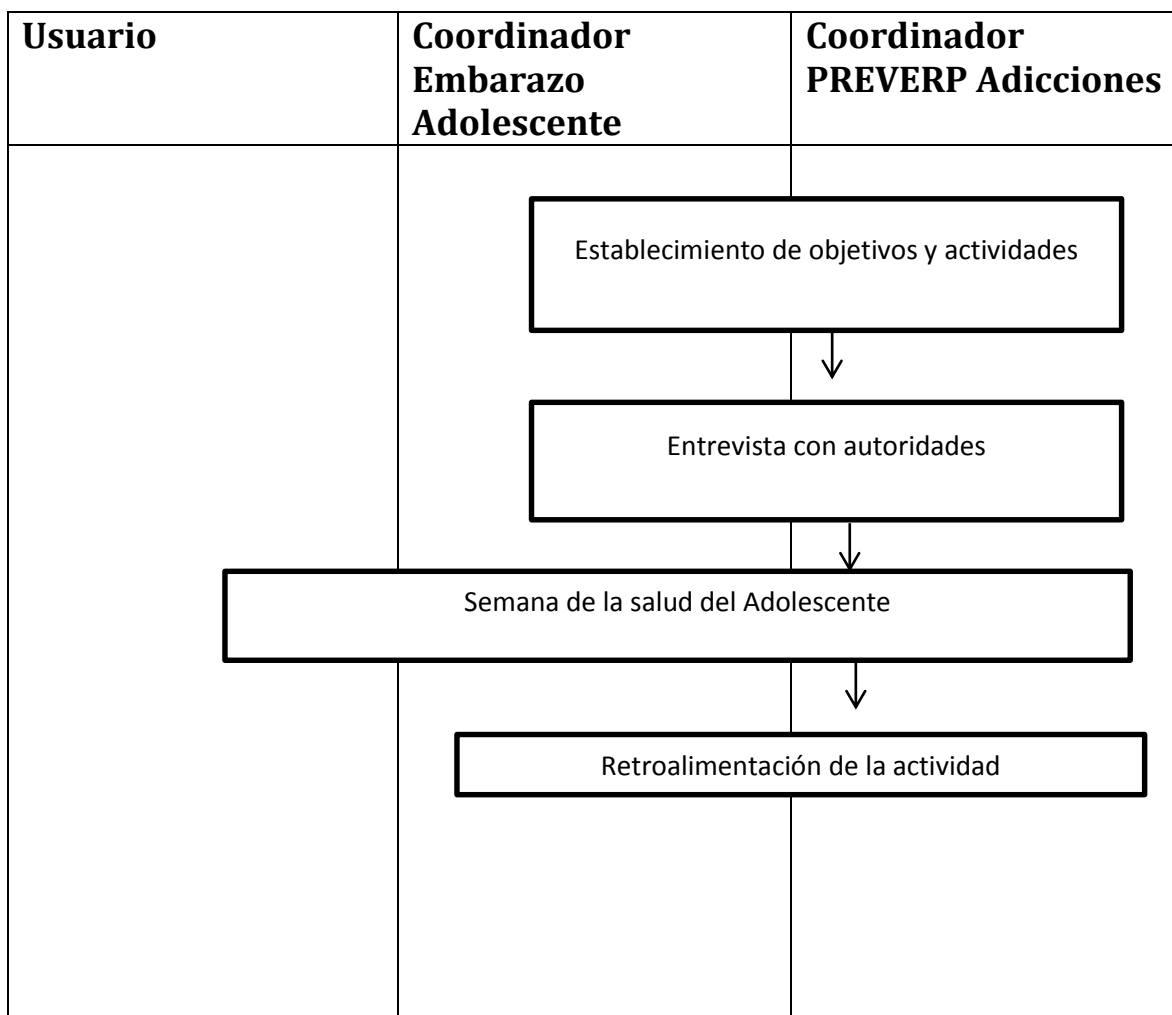 Usuario
Coordinador
Embarazo
Adolescente
Coordinador
PREVERP Adicciones
Establecimiento de objetivos y actividades
Entrevista con autoridades
Semana de la salud del Adolescente
Retroalimentación de la actividad